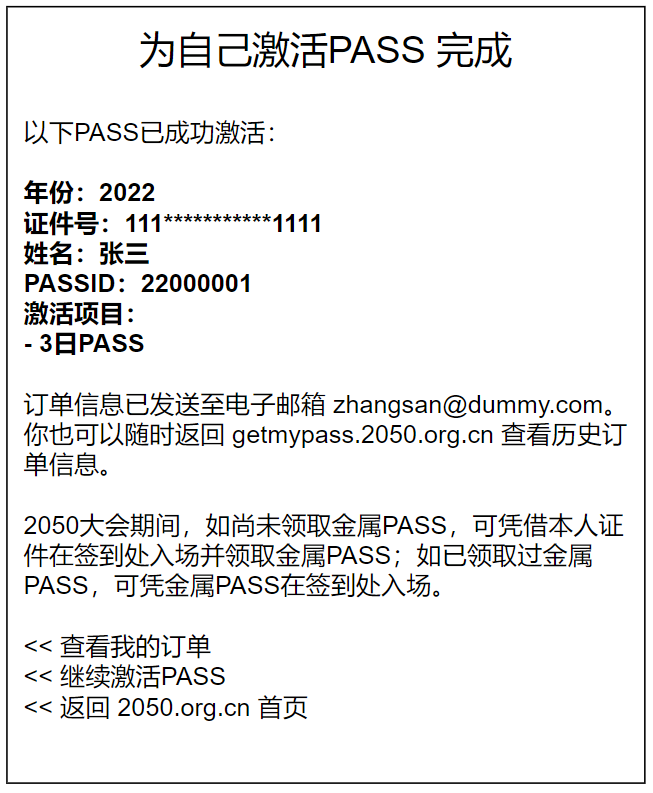 为自己激活PASS 完成
以下PASS已成功激活：
年份：2022
证件号：111***********1111
姓名：张三
PASSID：22000001
激活项目：
- 3日PASS
订单信息已发送至电子邮箱 zhangsan@dummy.com。
你也可以随时返回 getmypass.2050.org.cn 查看历史订
单信息。
2050大会期间，如尚未领取金属PASS，可凭借本人证
件在签到处入场并领取金属PASS；如已领取过金属
PASS，可凭金属PASS在签到处入场。
<< 查看我的订单
<< 继续激活PASS
<< 返回 2050.org.cn 首页